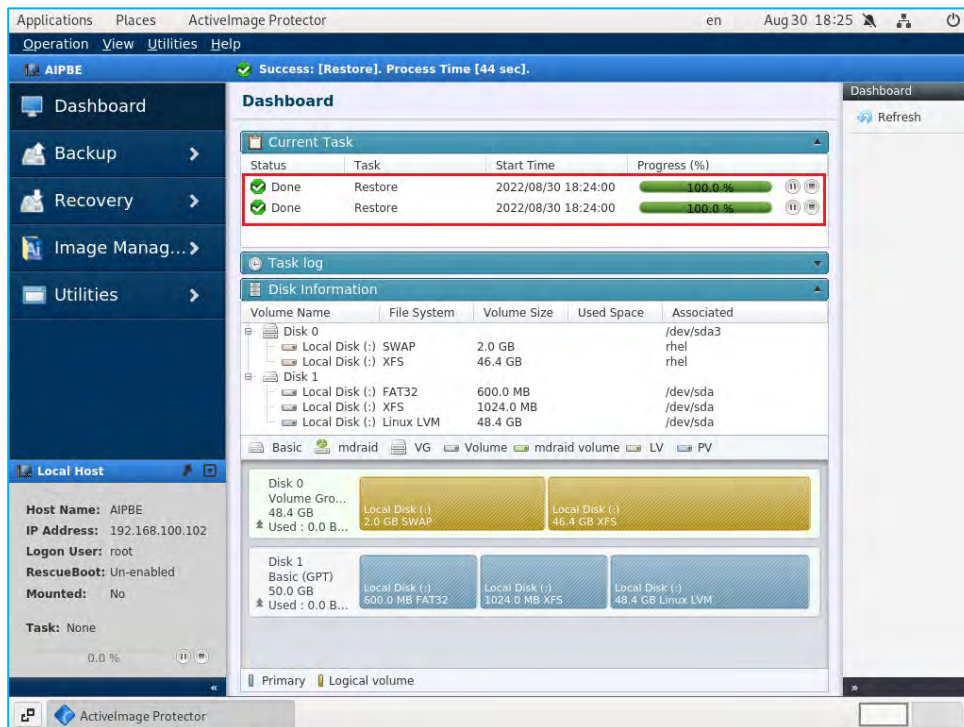 Applications Places ActiveImage Protector en Aug 30 18:25
Operation View Utilities Help
AIPBE Success: [Restore]. Process Time [44 sec].
Dashboard
Backup
Recovery
Image Manag...
Utilities
Dashboard
Current Task
Status Task Start Time Progress (%)
Done Restore 2022/08/30 18:24:00 100.0 %
Done Restore 2022/08/30 18:24:00 100.0 %
Task log
Disk Information
Volume Name File System Volume Size Used Space Associated
Disk 0 /dev/sda3
Local Disk (:) SWAP 2.0 GB rhel
Local Disk (:) XFS 46.4 GB rhel
Disk 1
Local Disk (:) FAT32 600.0 MB /dev/sda
Local Disk (:) XFS 1024.0 MB /dev/sda
Local Disk (:) Linux LVM 48.4 GB /dev/sda
Basic mdraid VG Volume mdraid volume LV PV
Disk 0
Volume Gro...
48.4 GB
Used : 0.0 B...
Local Disk (:)
2.0 GB SWAP
Local Disk (:)
46.4 GB XFS
Disk 1
Basic (GPT)
50.0 GB
Used : 0.0 B...
Local Disk (:)
600.0 MB FAT32
Local Disk (:)
1024.0 MB XFS
Local Disk (:)
48.4 GB Linux LVM
Primary Logical volume
Dashboard
Refresh
Local Host
Host Name: AIPBE
IP Address: 192.168.100.102
Logon User: root
RescueBoot: Un-enabled
Mounted: No
Task: None
0.0 %
ActiveImage Protector